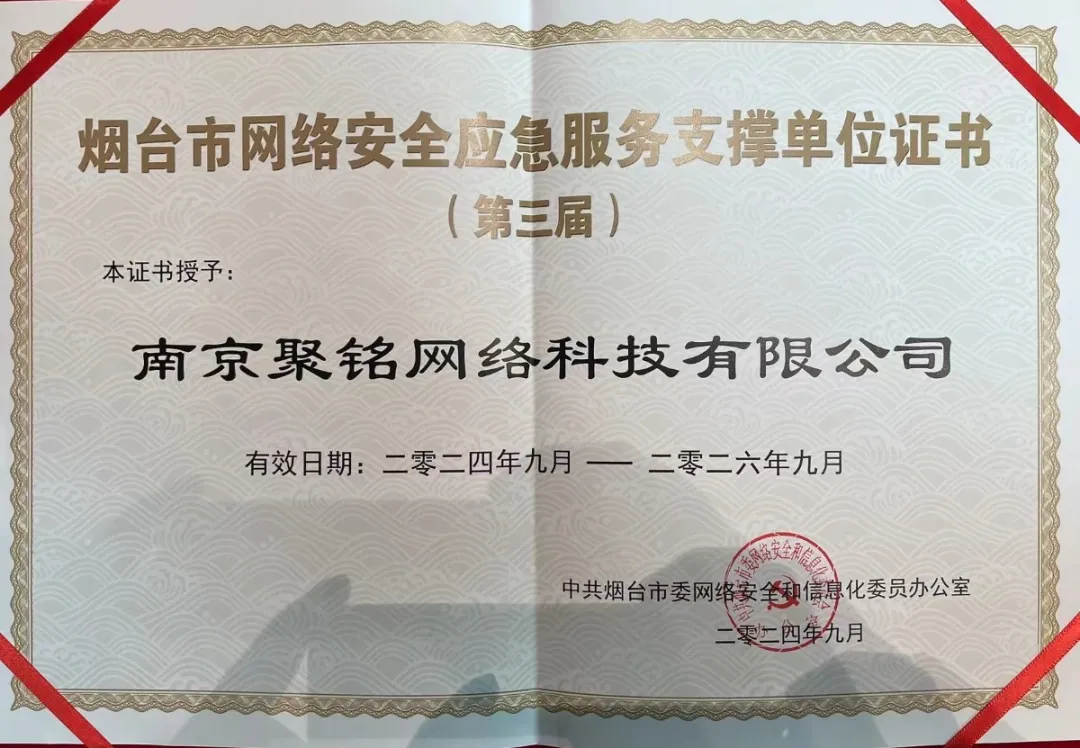 烟台市网络安全应急服务支撑单位证书
（第三届）
本证书授予：
南京聚铭网络科技有限公司
有效日期：二零二四年九月 —— 二零二六年九月
中共烟台市委网络安全和信息化委员办公室
二零二四年九月